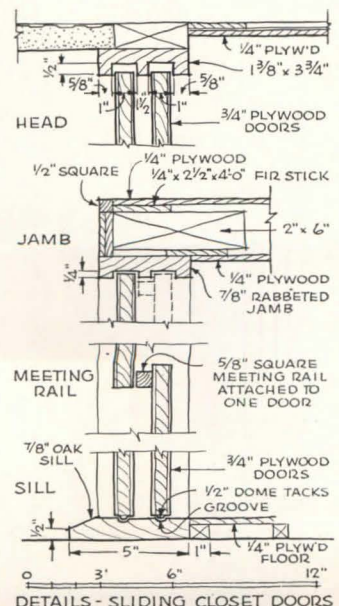 1/4" PLYW'D
1 3/8" x 3 3/4"
1/2"
5/8"
5/8"
1"
1 1/2
1"
HEAD
3/4" PLYWOOD
DOORS
1/4" PLYWOOD
1/2" SQUARE
1/4" x 2 1/2" x 4'-0" FIR STICK
JAMB
2" x 6"
1/4"
1/4" PLYWOOD
7/8" RABBETED
JAMB
MEETING
RAIL
5/8" SQUARE
MEETING RAIL
ATTACHED TO
ONE DOOR
7/8" OAK
SILL
SILL
3/4" PLYWOOD
DOORS
1/2" DOME TACKS
GROOVE
1/2"
5"
1"
1/4" PLYW'D
FLOOR
0 3' 6" 12"
DETAILS - SLIDING CLOSET DOORS